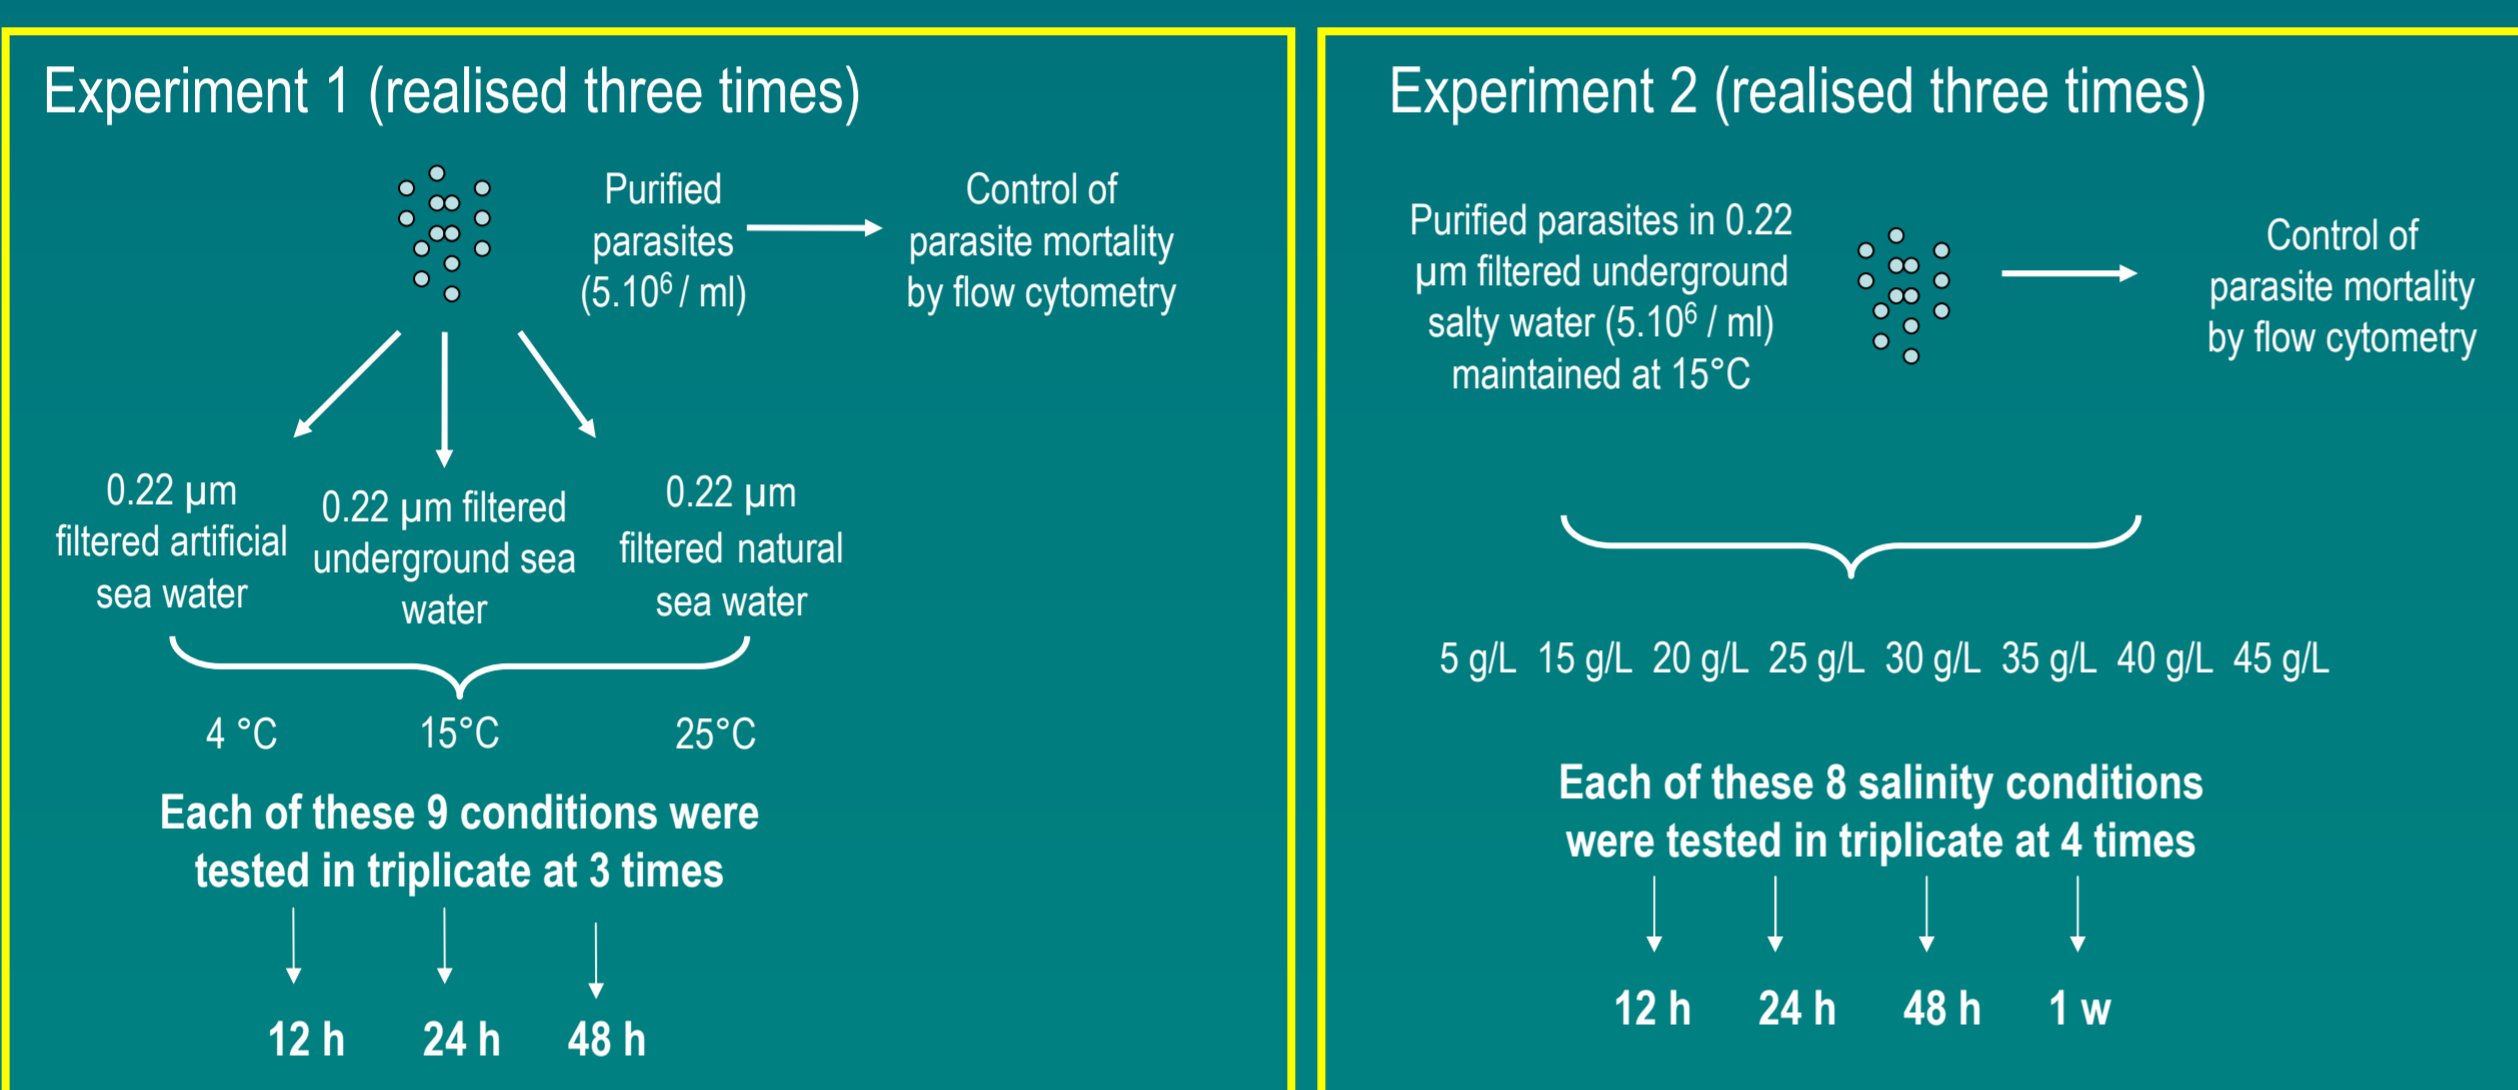 Experiment 1 (realised three times)
Purified
parasites
(5.10⁶ / ml)
Control of
parasite mortality
by flow cytometry
0.22 µm
filtered artificial
sea water
0.22 µm filtered
underground sea
water
0.22 µm
filtered natural
sea water
4 °C 15°C 25°C
Each of these 9 conditions were
tested in triplicate at 3 times
12 h 24 h 48 h
Experiment 2 (realised three times)
Purified parasites in 0.22
µm filtered underground
salty water (5.10⁶ / ml)
maintained at 15°C
Control of
parasite mortality
by flow cytometry
5 g/L 15 g/L 20 g/L 25 g/L 30 g/L 35 g/L 40 g/L 45 g/L
Each of these 8 salinity conditions
were tested in triplicate at 4 times
12 h 24 h 48 h 1 w